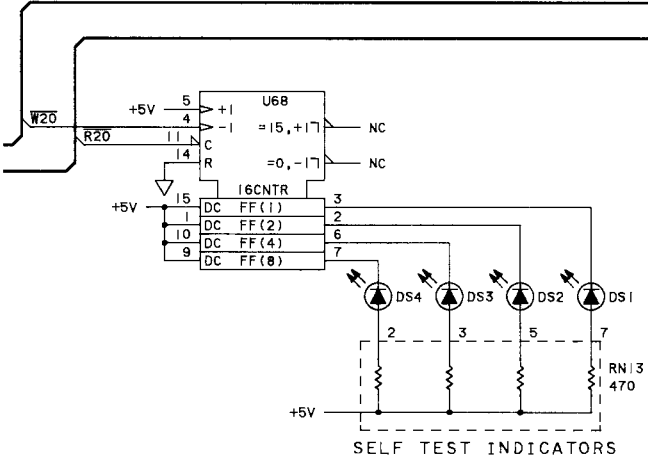 5 U68
+5V +1
W20 4 -1 =15,+1 NC
R20 11 C
14 R =0,-1 NC
16CNTR
+5V 15 DC FF(1) 3
1 DC FF(2) 2
10 DC FF(4) 6
9 DC FF(8) 7
DS4 DS3 DS2 DS1
2 3 5 7
RN13
470
+5V
SELF TEST INDICATORS